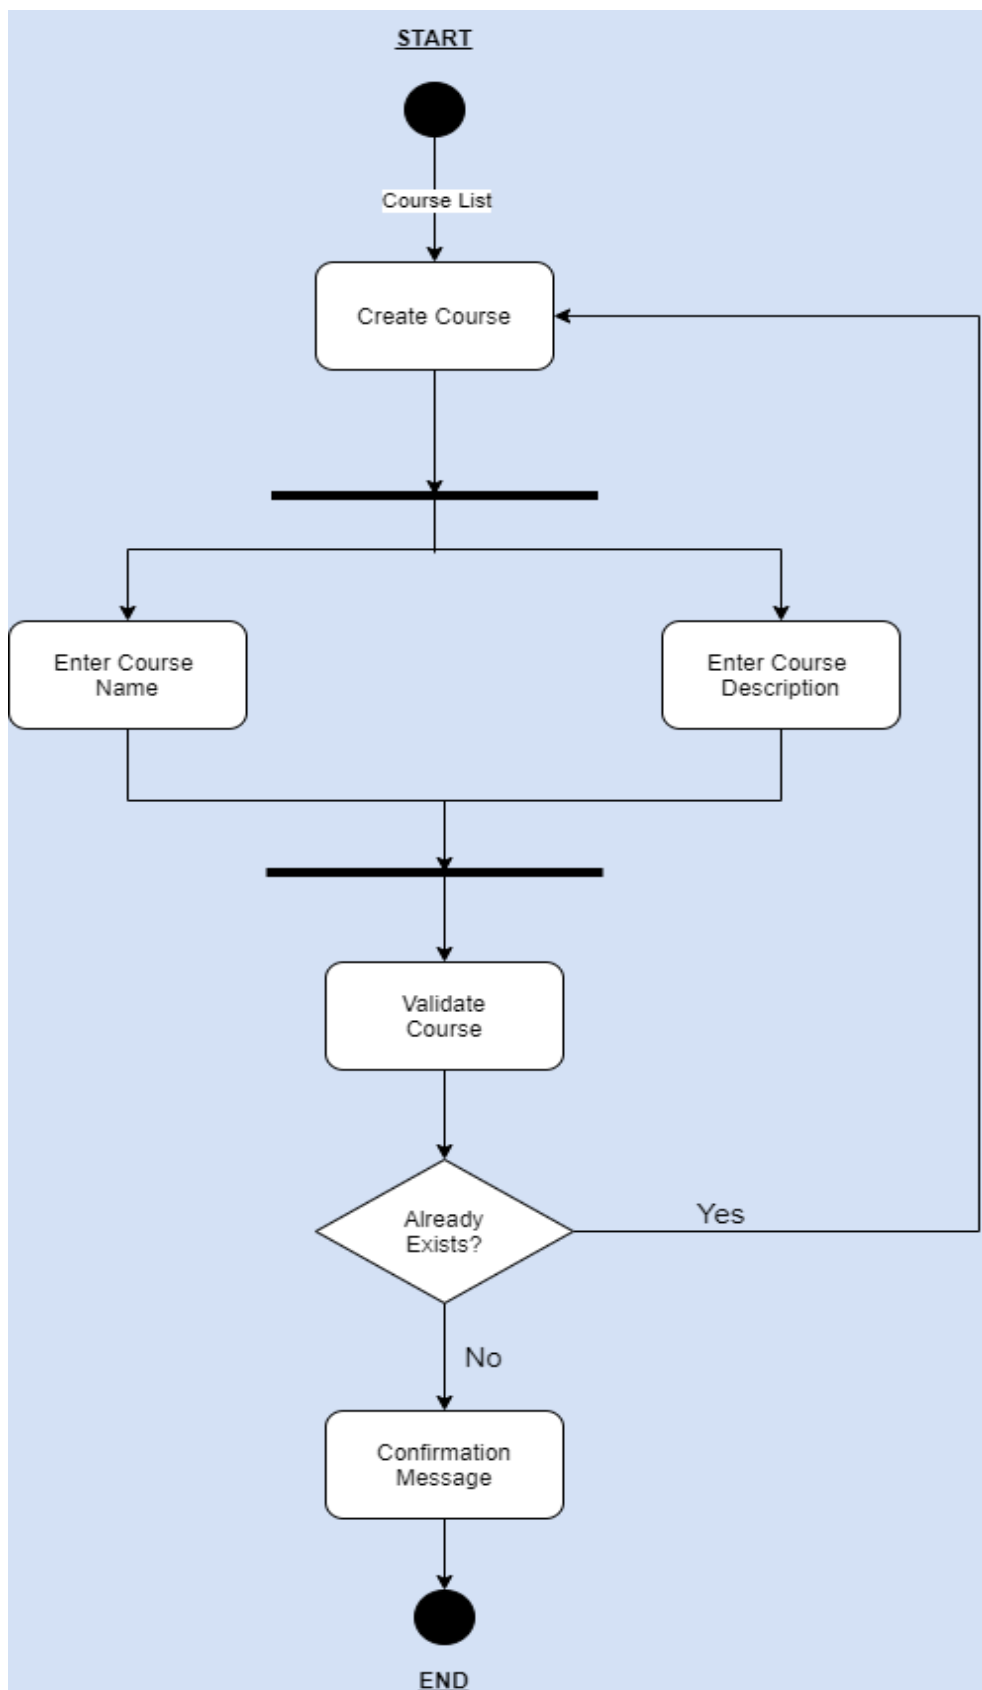 START
Course List
Create Course
Enter Course
Name
Enter Course
Description
Validate
Course
Already
Exists?
Yes
No
Confirmation
Message
END